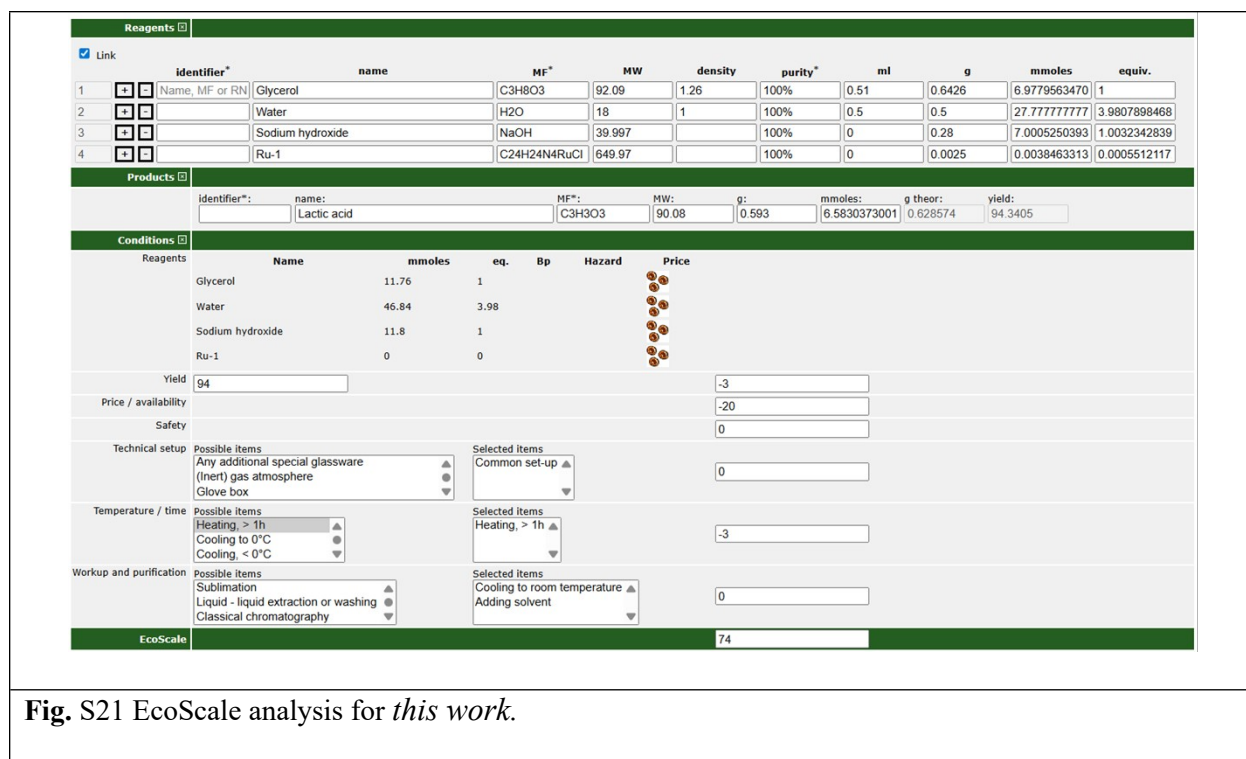 Reagents
Link
identifier* name MF* MW density purity* ml g mmoles equiv.
1 + - Name, MF or RN Glycerol C3H8O3 92.09 1.26 100% 0.51 0.6426 6.9779563470 1
2 + - Water H2O 18 1 100% 0.5 0.5 27.777777777 3.9807898468
3 + - Sodium hydroxide NaOH 39.997 100% 0 0.28 7.0005250393 1.0032342839
4 + - Ru-1 C24H24N4RuCl 649.97 100% 0 0.0025 0.0038463313 0.0005512117
Products
identifier*: name: MF*: MW: g: mmoles: g theor: yield:
Lactic acid C3H3O3 90.08 0.593 6.5830373001 0.628574 94.3405
Conditions
Reagents Name mmoles eq. Bp Hazard Price
Glycerol 11.76 1
Water 46.84 3.98
Sodium hydroxide 11.8 1
Ru-1 0 0
Yield 94 -3
Price / availability -20
Safety 0
Technical setup Possible items Selected items
Any additional special glassware Common set-up 0
(Inert) gas atmosphere
Glove box
Temperature / time Possible items Selected items
Heating, > 1h Heating, > 1h -3
Cooling to 0°C
Cooling, < 0°C
Workup and purification Possible items Selected items
Sublimation Cooling to room temperature 0
Liquid - liquid extraction or washing Adding solvent
Classical chromatography
EcoScale 74
Fig. S21 EcoScale analysis for this work.